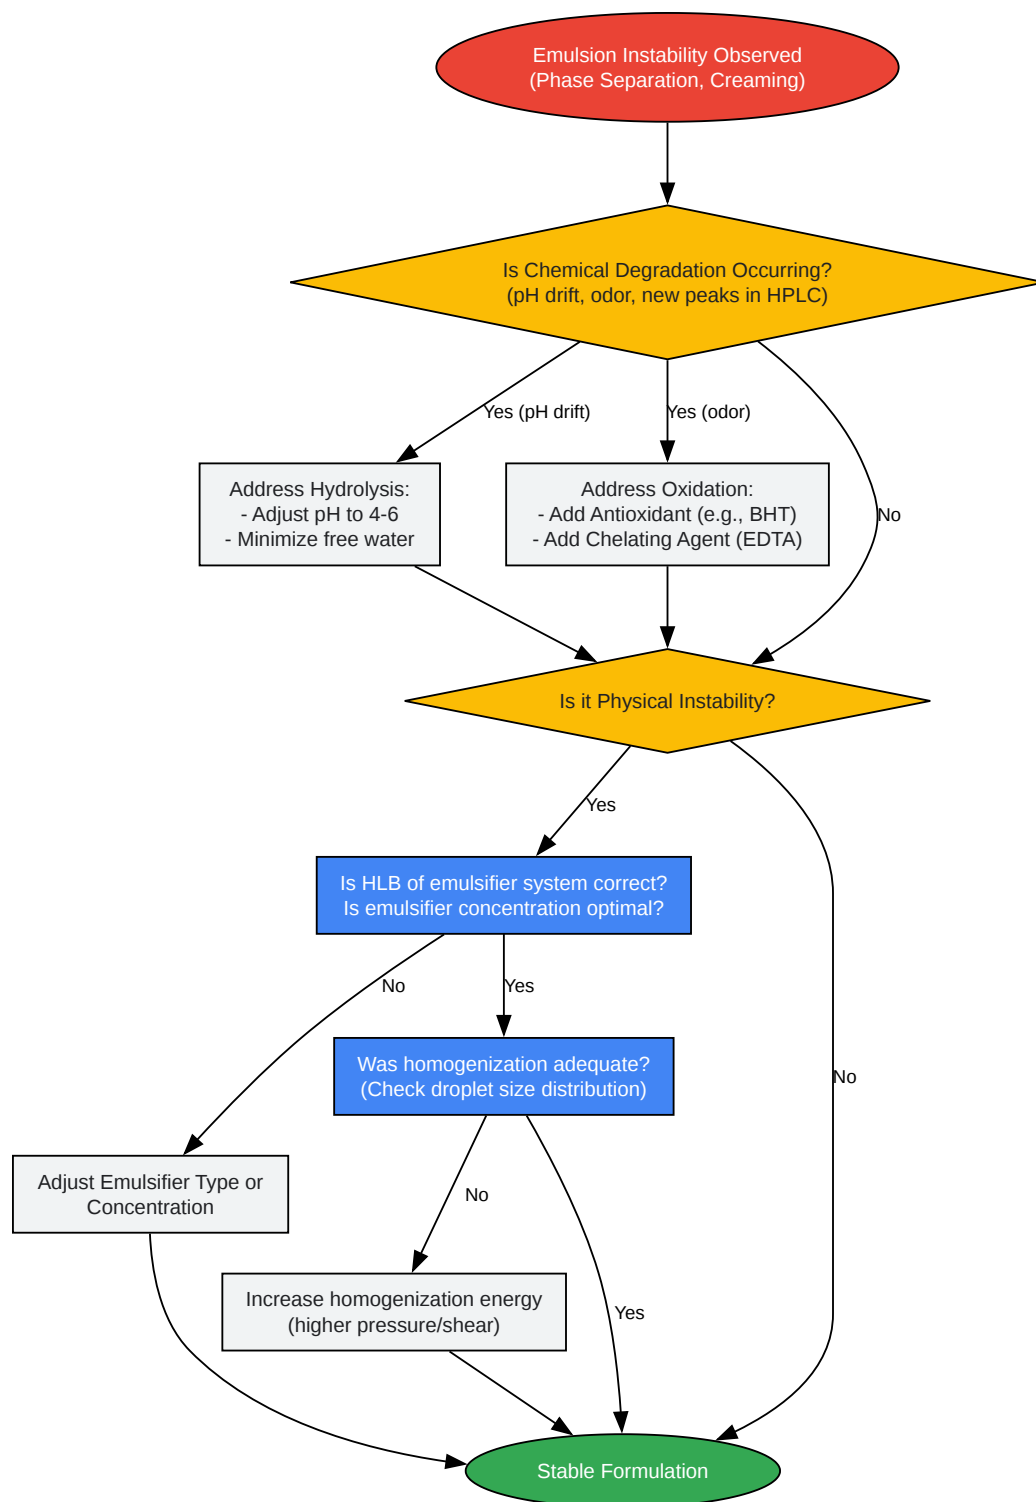 Emulsion Instability Observed
(Phase Separation, Creaming)
Is Chemical Degradation Occurring?
(pH drift, odor, new peaks in HPLC)
Yes (pH drift)
Yes (odor)
No
Address Hydrolysis:
- Adjust pH to 4-6
- Minimize free water
Address Oxidation:
- Add Antioxidant (e.g., BHT)
- Add Chelating Agent (EDTA)
Is it Physical Instability?
Yes
No
Is HLB of emulsifier system correct?
Is emulsifier concentration optimal?
No
Yes
Was homogenization adequate?
(Check droplet size distribution)
Adjust Emulsifier Type or
Concentration
No
Yes
Increase homogenization energy
(higher pressure/shear)
Stable Formulation